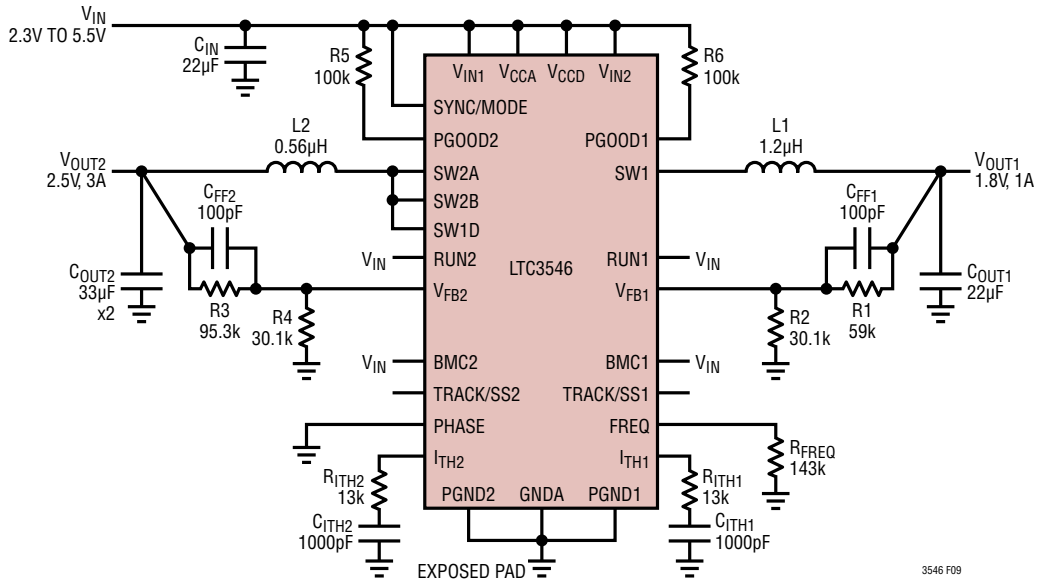 VIN
2.3V TO 5.5V
CIN
22µF
R5
100k
R6
100k
VIN1
VCCA
VCCD
VIN2
SYNC/MODE
PGOOD2
PGOOD1
L2
0.56µH
L1
1.2µH
VOUT2
2.5V, 3A
SW2A
SW1
VOUT1
1.8V, 1A
CFF2
100pF
SW2B
CFF1
100pF
SW1D
VIN
RUN2
LTC3546
RUN1
VIN
COUT2
33µF
x2
VFB2
VFB1
COUT1
22µF
R3
95.3k
R4
30.1k
R2
30.1k
R1
59k
VIN
BMC2
BMC1
VIN
TRACK/SS2
TRACK/SS1
PHASE
FREQ
RFREQ
143k
ITH2
ITH1
RITH2
13k
RITH1
13k
PGND2
GNDA
PGND1
CITH2
1000pF
CITH1
1000pF
EXPOSED PAD
3546 F09